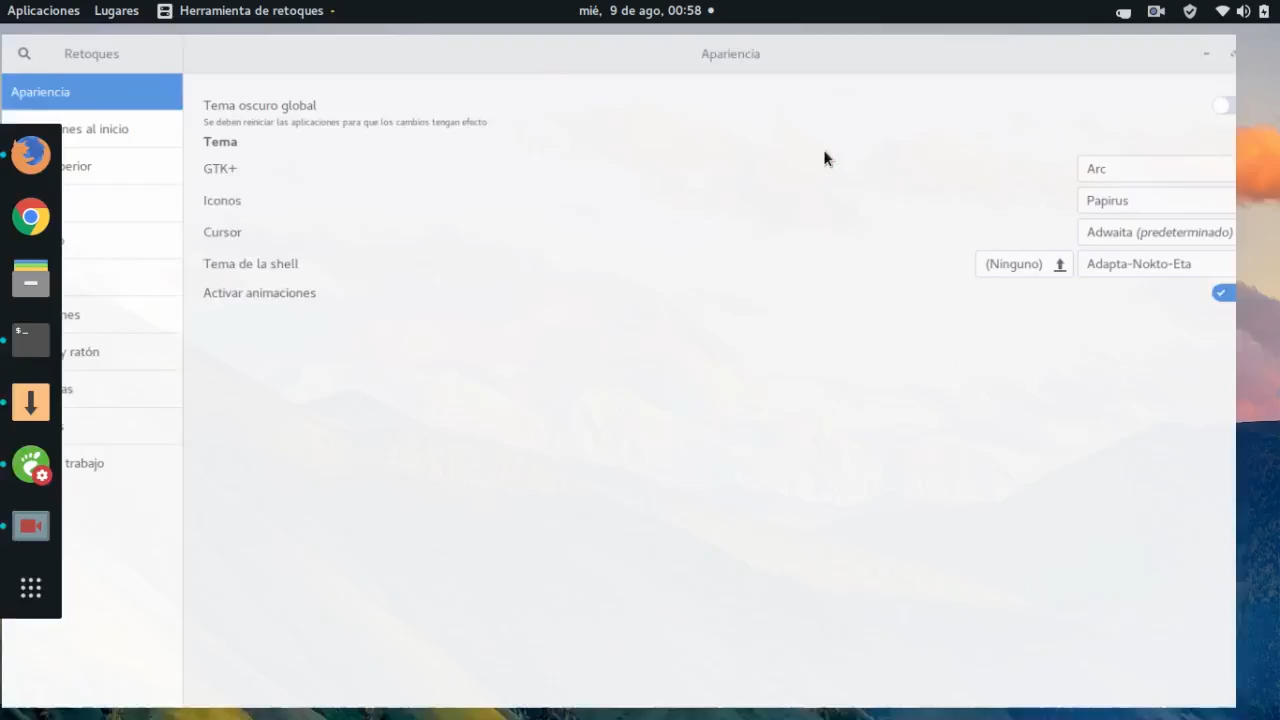 Aplicaciones Lugares Herramienta de retoques mié, 9 de ago, 00:58
Retoques Apariencia
Apariencia
Tema oscuro global
Se deben reiniciar las aplicaciones para que los cambios tengan efecto
nes al inicio
Tema
perior
GTK+ Arc
Iconos Papirus
Cursor Adwaita (predeterminado)
Tema de la shell (Ninguno) Adapta-Nokto-Eta
Activar animaciones
nes
y ratón
as
trabajo
$_